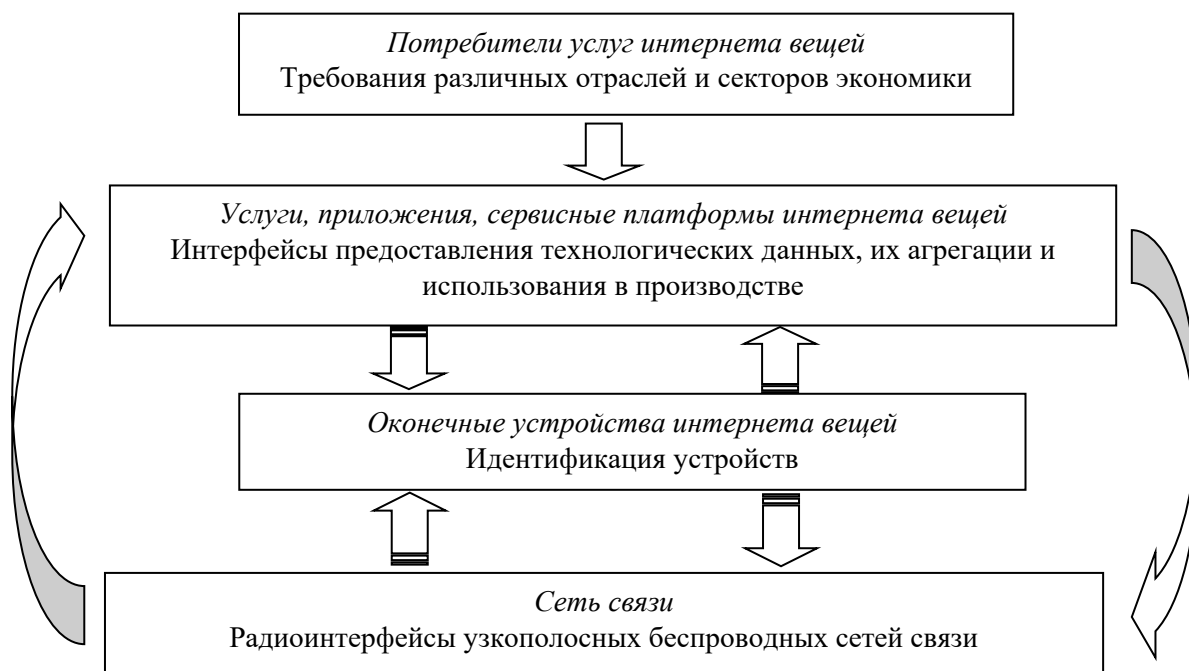 Потребители услуг интернета вещей
Требования различных отраслей и секторов экономики
Услуги, приложения, сервисные платформы интернета вещей
Интерфейсы предоставления технологических данных, их агрегации и
использования в производстве
Оконечные устройства интернета вещей
Идентификация устройств
Сеть связи
Радиоинтерфейсы узкополосных беспроводных сетей связи